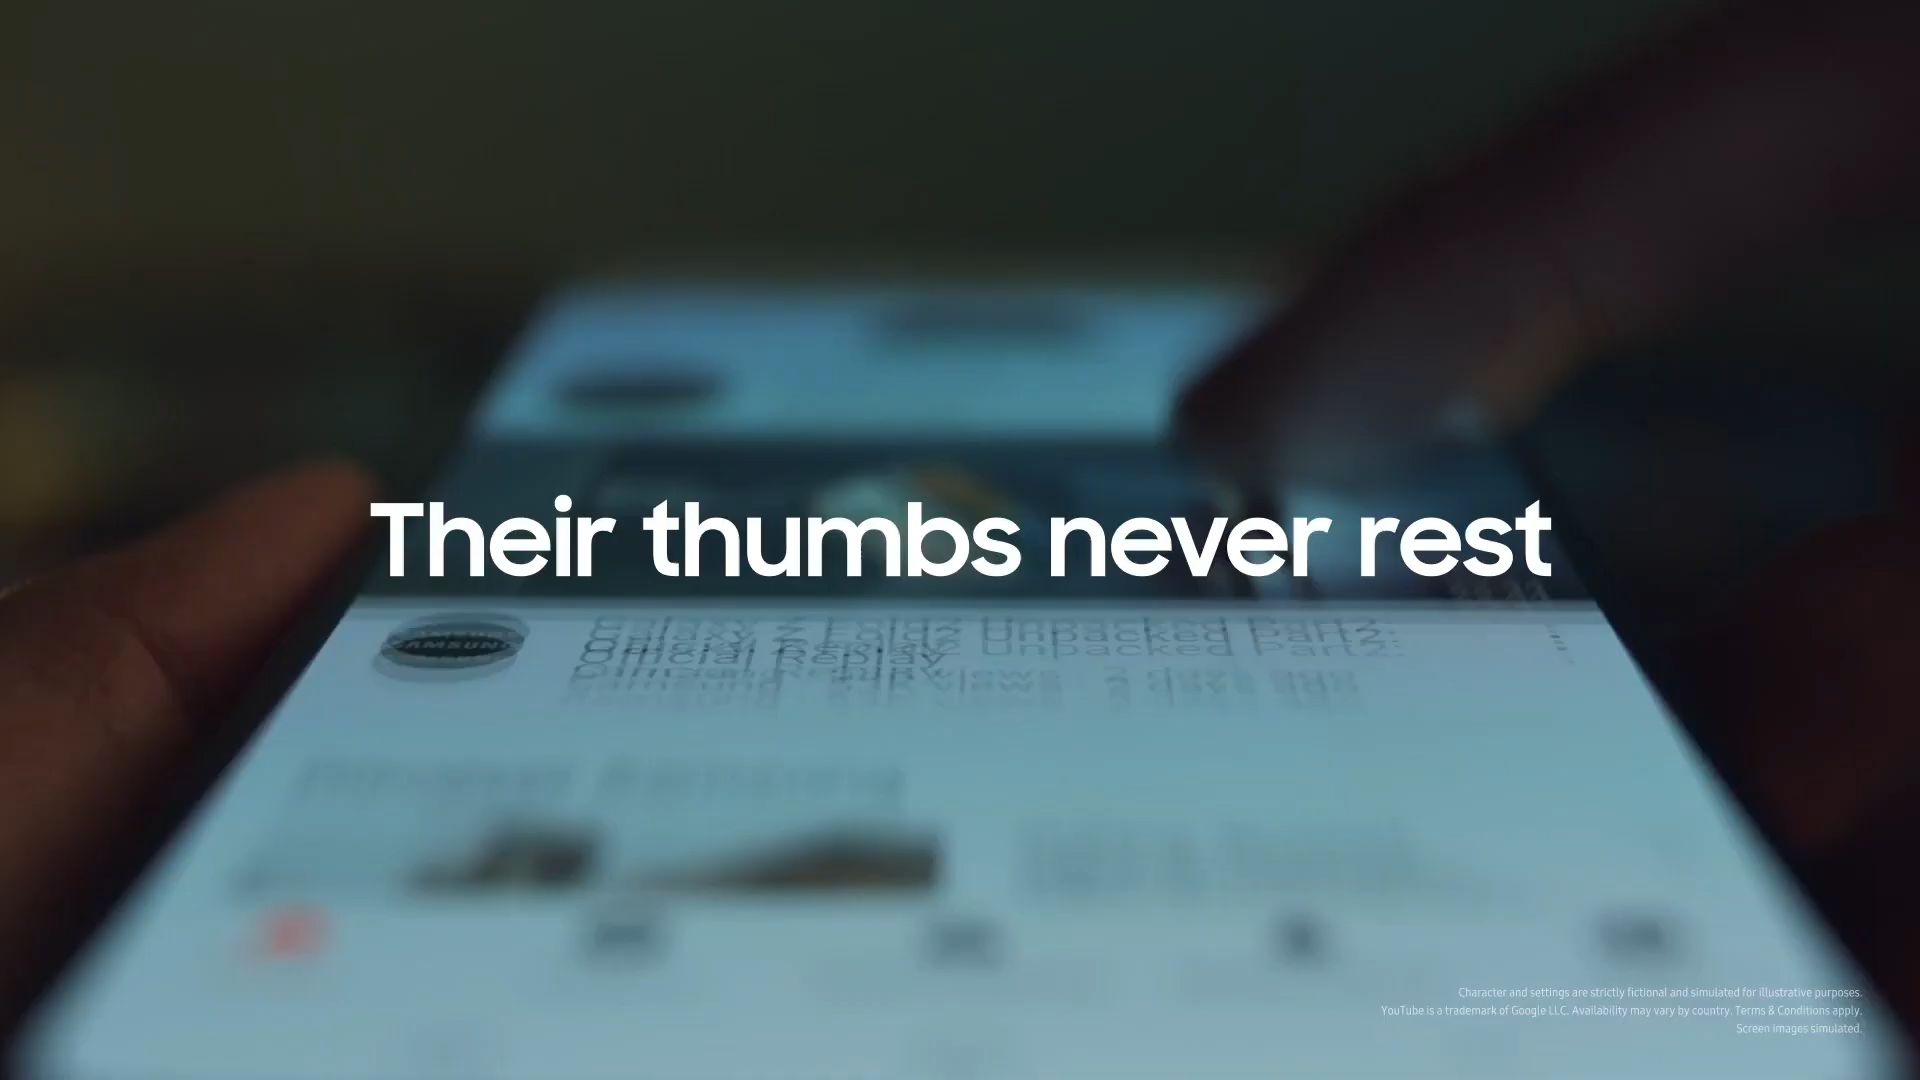 Their thumbs never rest
SAMSUNG
Galaxy Z Fold2 Unpacked Part2:
Official Replay
Character and settings are strictly fictional and simulated for illustrative purposes.
YouTube is a trademark of Google LLC. Availability may vary by country. Terms & Conditions apply.
Screen images simulated.